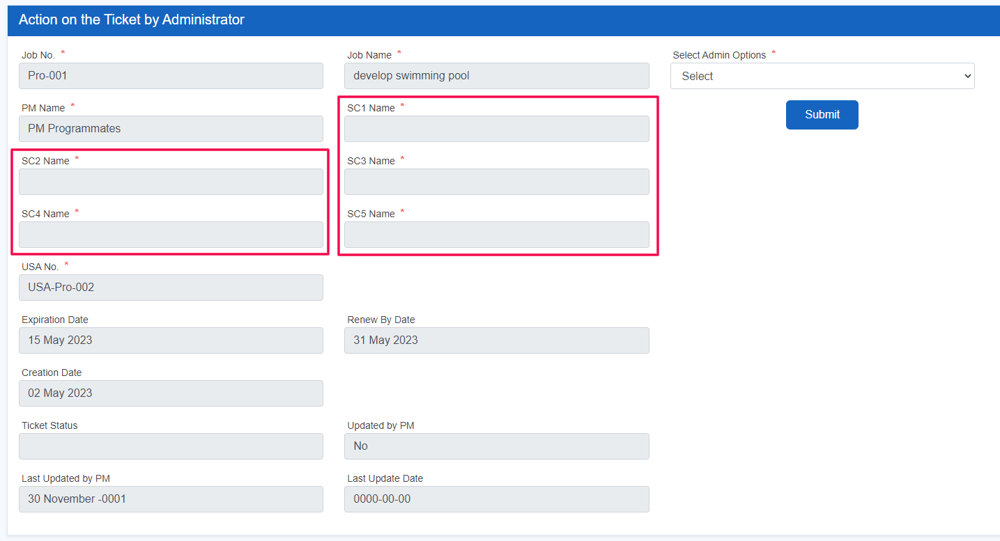 Action on the Ticket by Administrator
Job No. *
Pro-001
Job Name *
develop swimming pool
Select Admin Options *
Select
PM Name *
PM Programmates
SC1 Name *
Submit
SC2 Name *
SC3 Name *
SC4 Name *
SC5 Name *
USA No. *
USA-Pro-002
Expiration Date
15 May 2023
Renew By Date
31 May 2023
Creation Date
02 May 2023
Ticket Status
Updated by PM
No
Last Updated by PM
30 November -0001
Last Update Date
0000-00-00